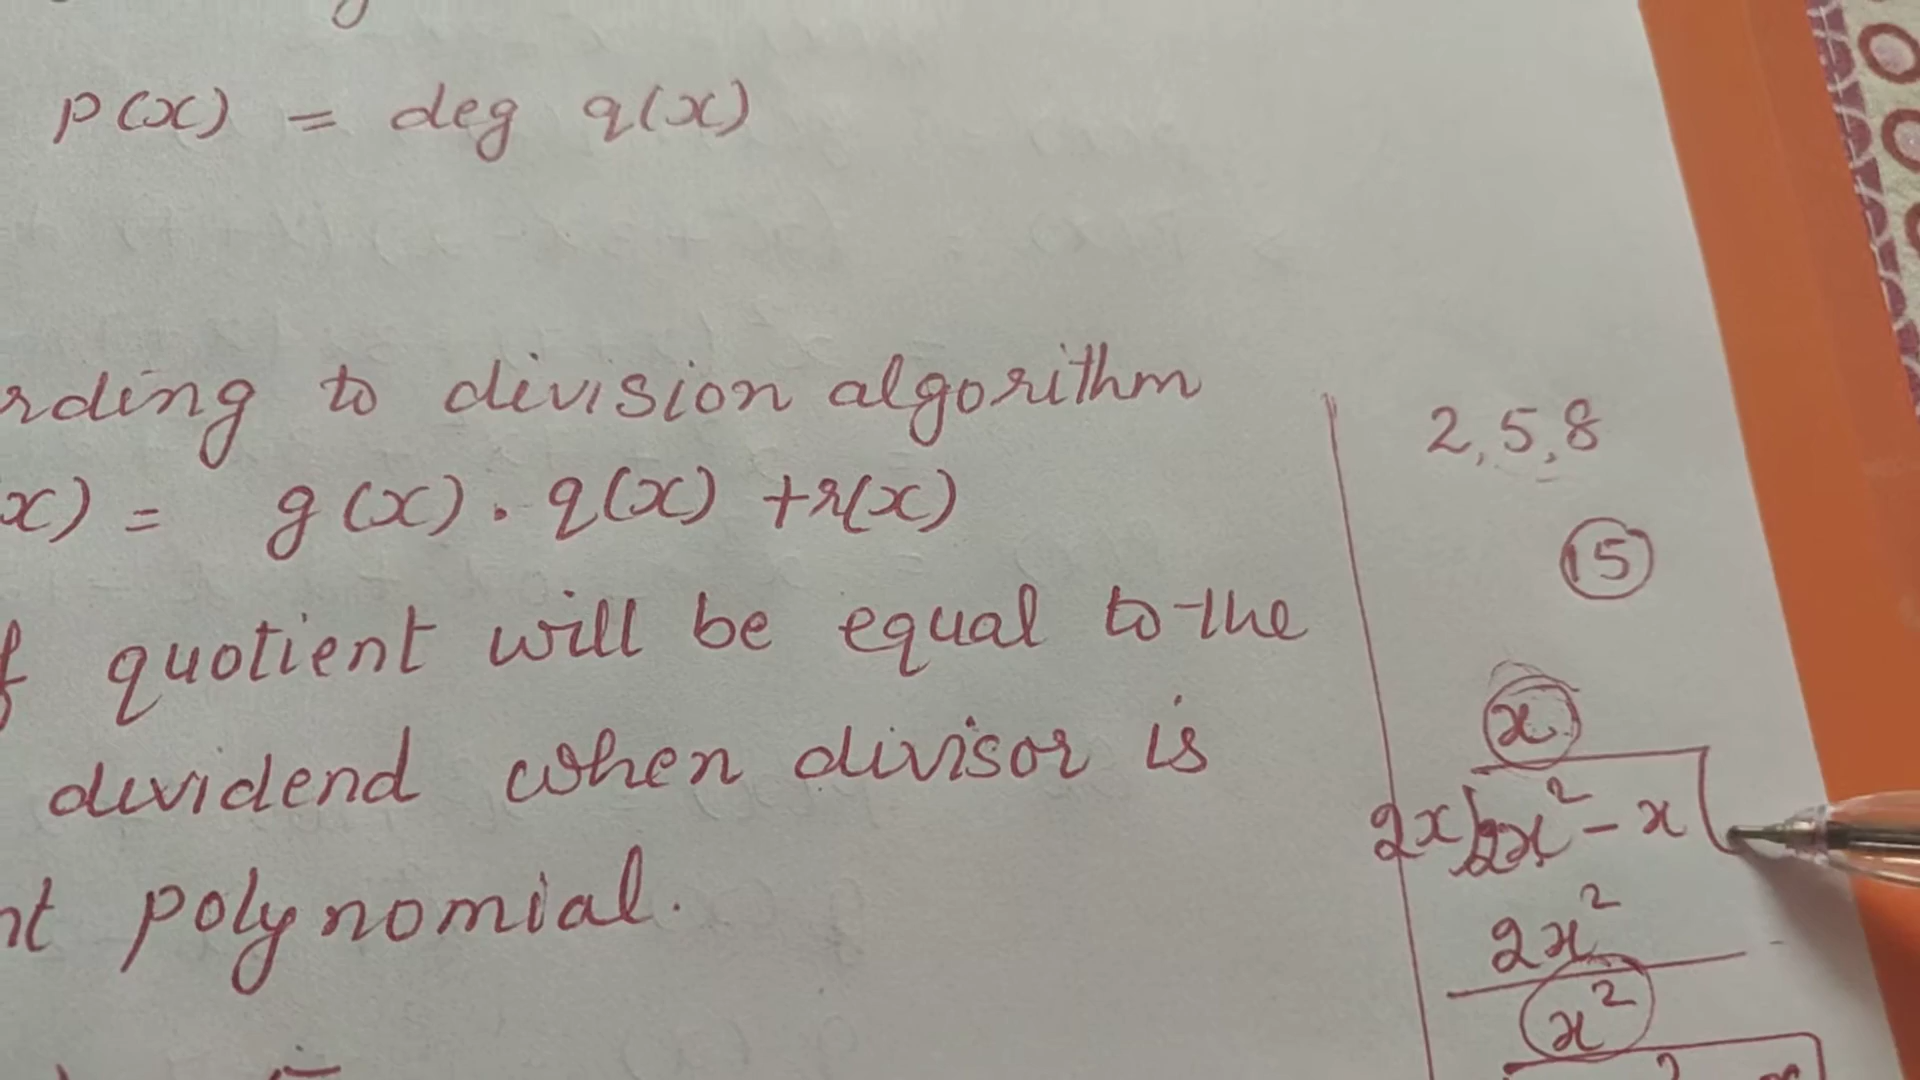 p(x) = deg q(x)
rding to division algorithm
x) = g(x) . q(x) + r(x)
f quotient will be equal to the
dividend when divisor is
nt polynomial.
2, 5, 8
15
x
2x) 2x² - x
2x²
x²